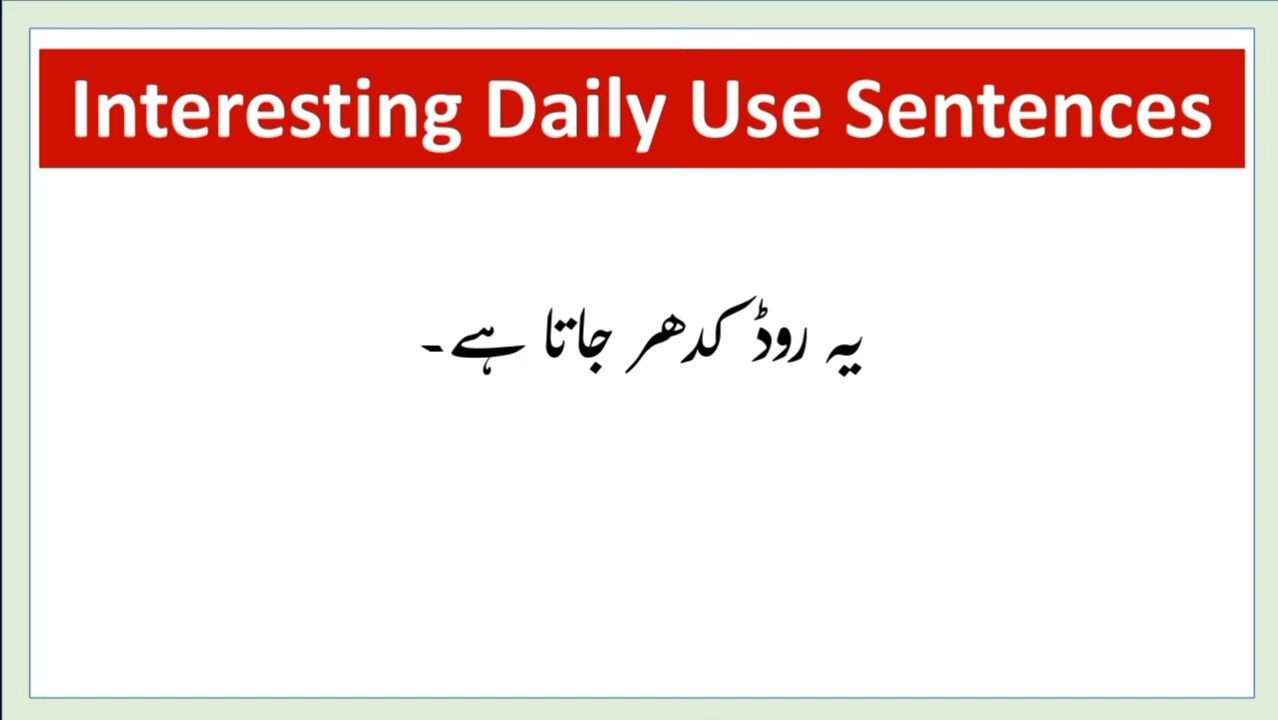 Interesting Daily Use Sentences
یہ روڈ کدھر جاتا ہے۔